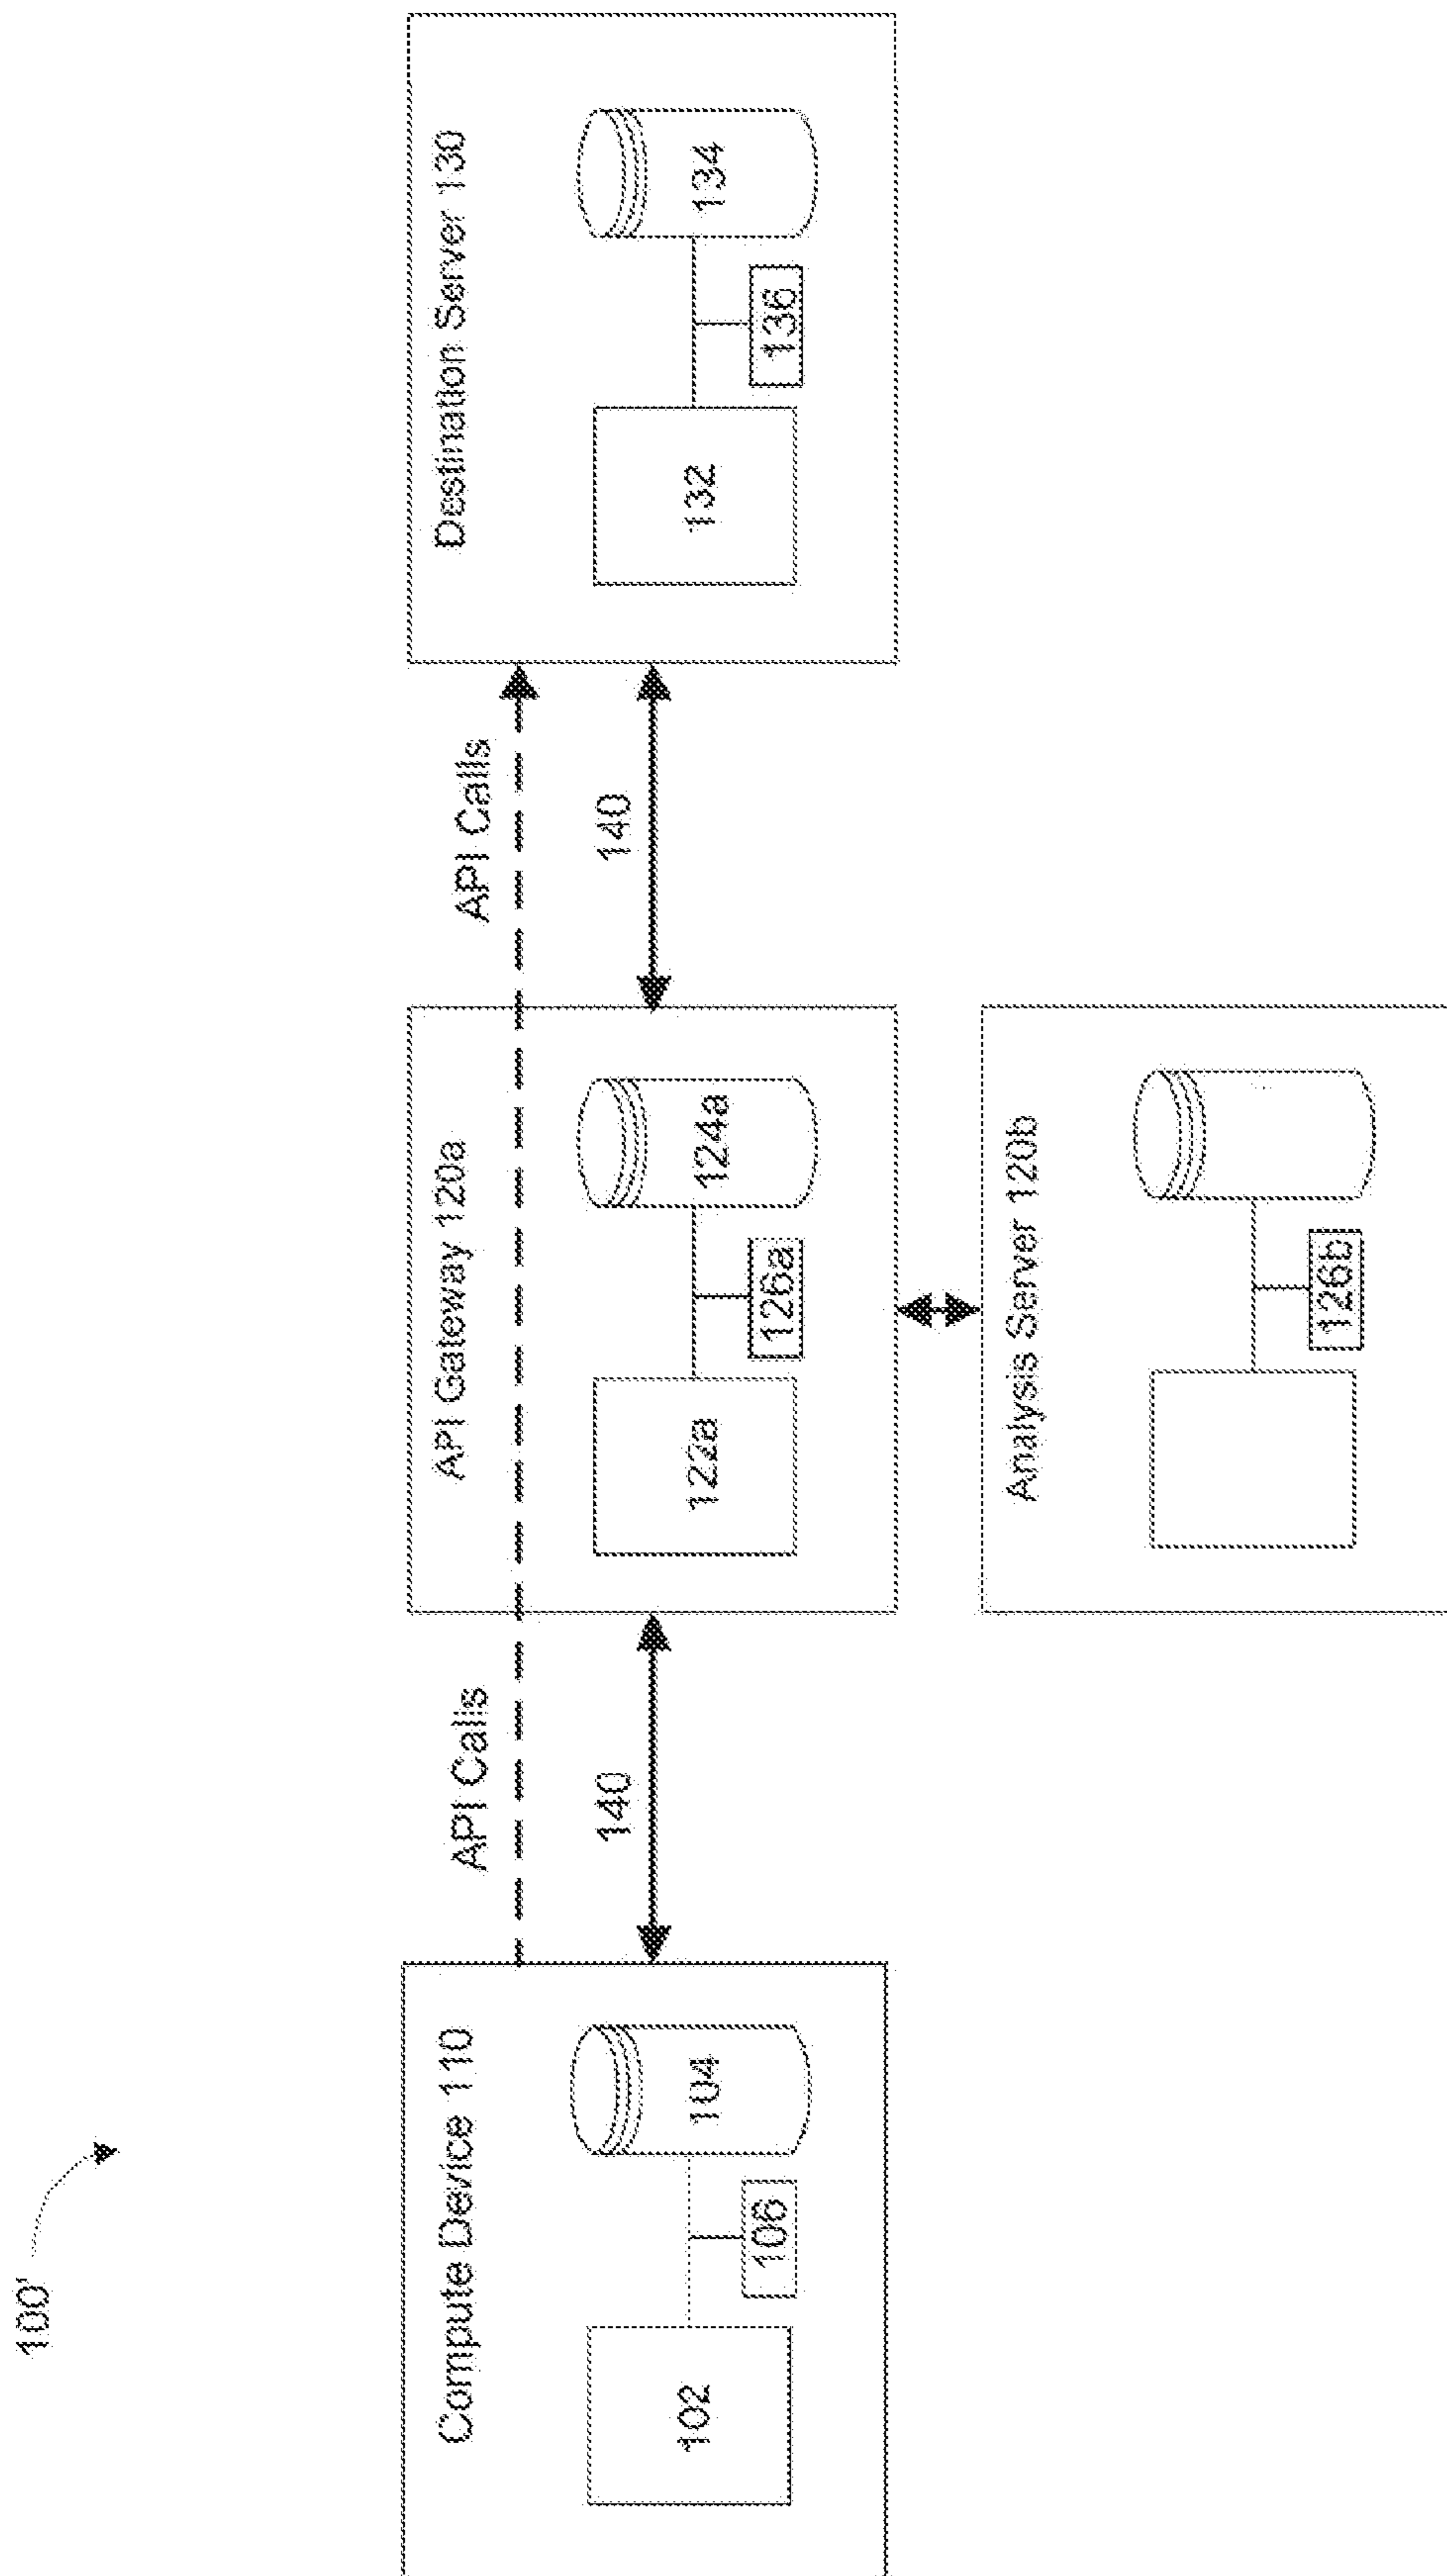 100'
Compute Device 110
102
106
104
API Calls
140
API Gateway 120a
122a
126a
124a
API Calls
140
Destination Server 130
132
136
134
Analysis Server 120b
126b